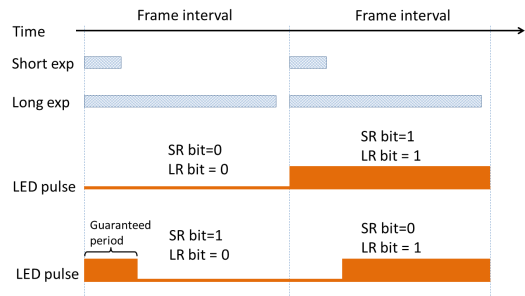 Frame interval Frame interval
Time
Short exp
Long exp
SR bit=0 SR bit=1
LR bit = 0 LR bit = 1
LED pulse
Guaranteed period
SR bit=1 SR bit=0
LR bit = 0 LR bit = 1
LED pulse